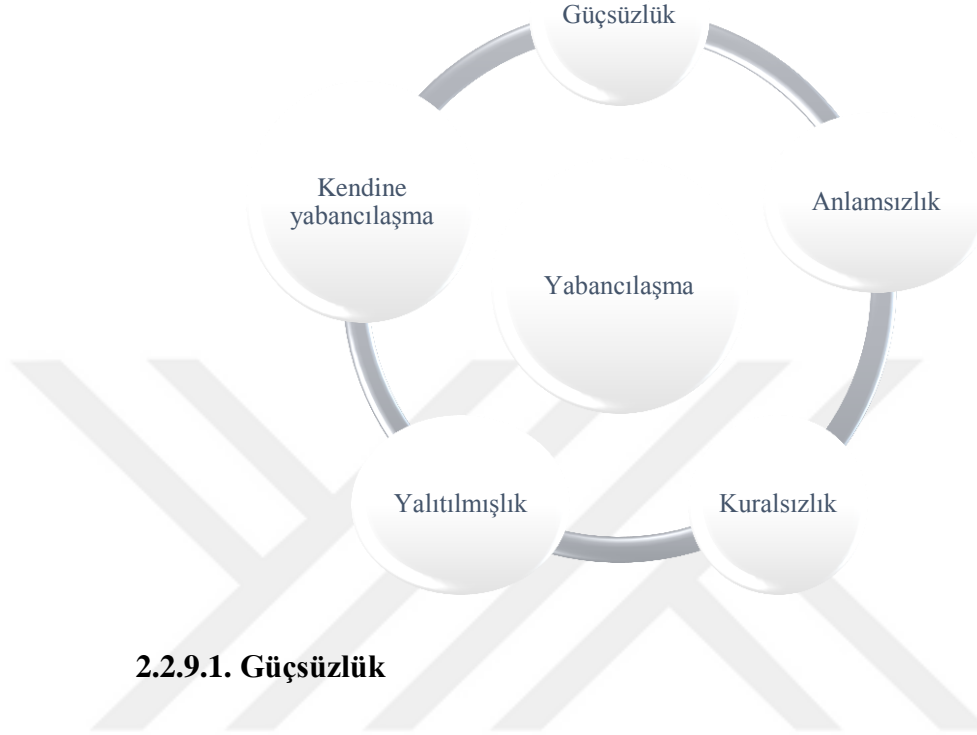 Güçsüzlük
Anlamsızlık
Kuralsızlık
Yalıtılmışlık
Kendine
yabancılaşma
Yabancılaşma
2.2.9.1. Güçsüzlük